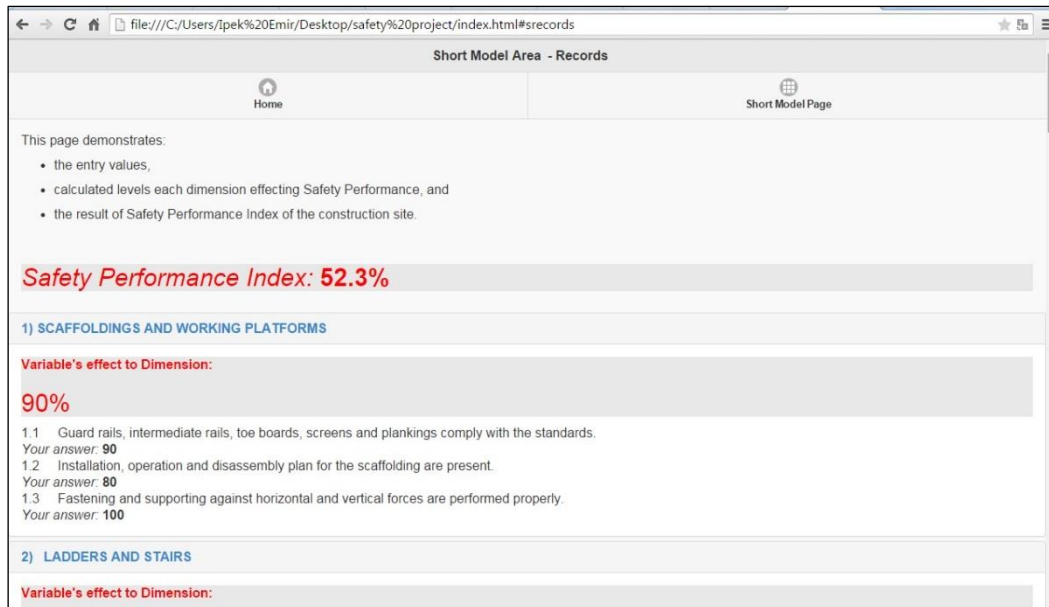 file:///C:/Users/Ipek%20Emir/Desktop/safety%20project/index.html#srecords
Short Model Area - Records
Home
Short Model Page
This page demonstrates:
• the entry values,
• calculated levels each dimension effecting Safety Performance, and
• the result of Safety Performance Index of the construction site.
Safety Performance Index: 52.3%
1) SCAFFOLDINGS AND WORKING PLATFORMS
Variable's effect to Dimension:
90%
1.1 Guard rails, intermediate rails, toe boards, screens and plankings comply with the standards.
Your answer: 90
1.2 Installation, operation and disassembly plan for the scaffolding are present.
Your answer: 80
1.3 Fastening and supporting against horizontal and vertical forces are performed properly.
Your answer: 100
2) LADDERS AND STAIRS
Variable's effect to Dimension: